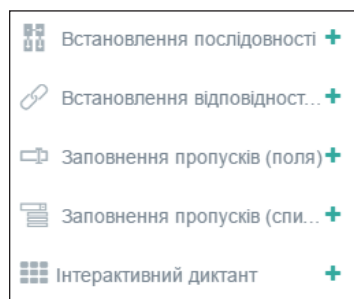 Встановлення послідовності
Встановлення відповідност...
Заповнення пропусків (поля)
Заповнення пропусків (спи...
Інтерактивний диктант